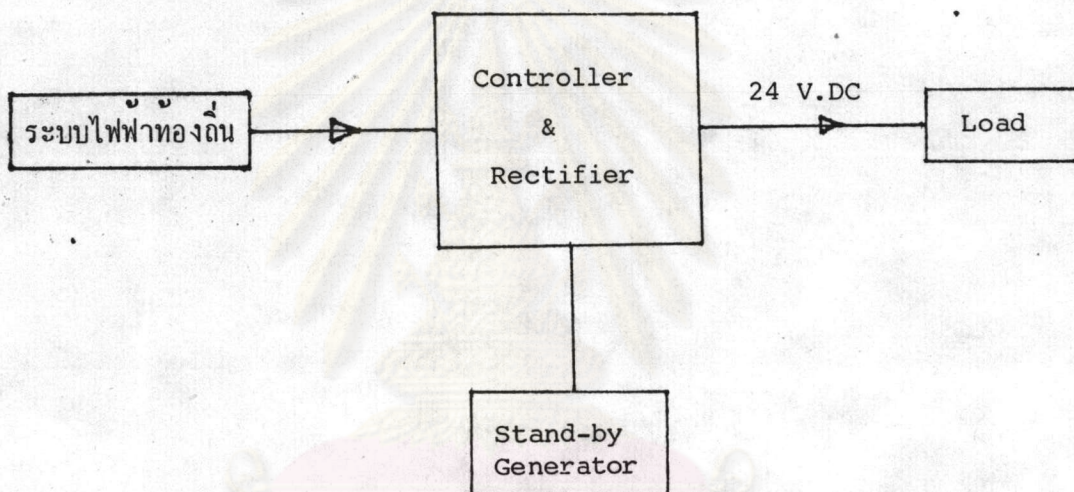 ระบบไฟฟ้าท้องถิ่น
Controller
&
Rectifier
24 V.DC
Load
Stand-by
Generator